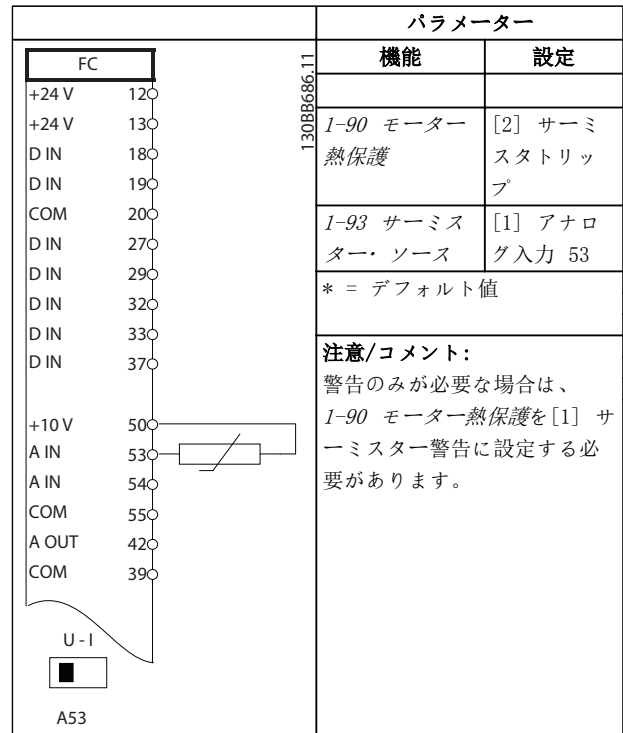 FC
+24 V 12
+24 V 13
D IN 18
D IN 19
COM 20
D IN 27
D IN 29
D IN 32
D IN 33
D IN 37
+10 V 50
A IN 53
A IN 54
COM 55
A OUT 42
COM 39
U - I
A53
130BB686.11
パラメーター
機能 設定
1-90 モーター [2] サーミ
熱保護 スタトリッ
プ
1-93 サーミス [1] アナロ
ター・ソース グ入力 53
* = デフォルト値
注意/コメント:
警告のみが必要な場合は、
1-90 モーター熱保護を[1] サ
ーミスター警告に設定する必
要があります。